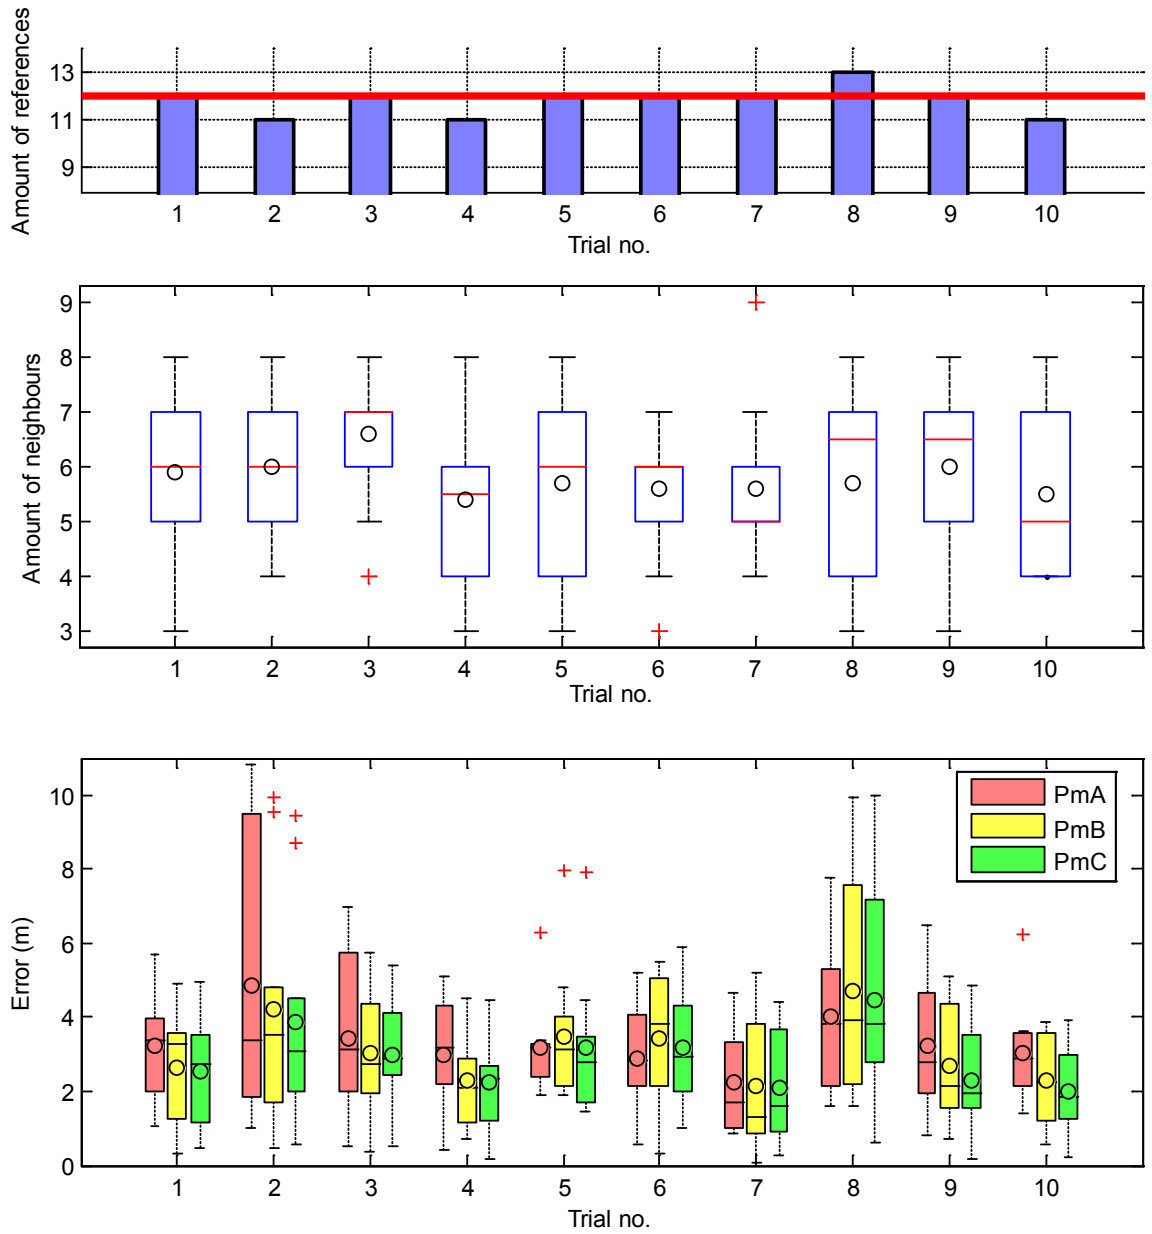 Amount of references
13
11
9
1 2 3 4 5 6 7 8 9 10
Trial no.
Amount of neighbours
9
8
7
6
5
4
3
1 2 3 4 5 6 7 8 9 10
Trial no.
Error (m)
10
8
6
4
2
0
PmA
PmB
PmC
1 2 3 4 5 6 7 8 9 10
Trial no.